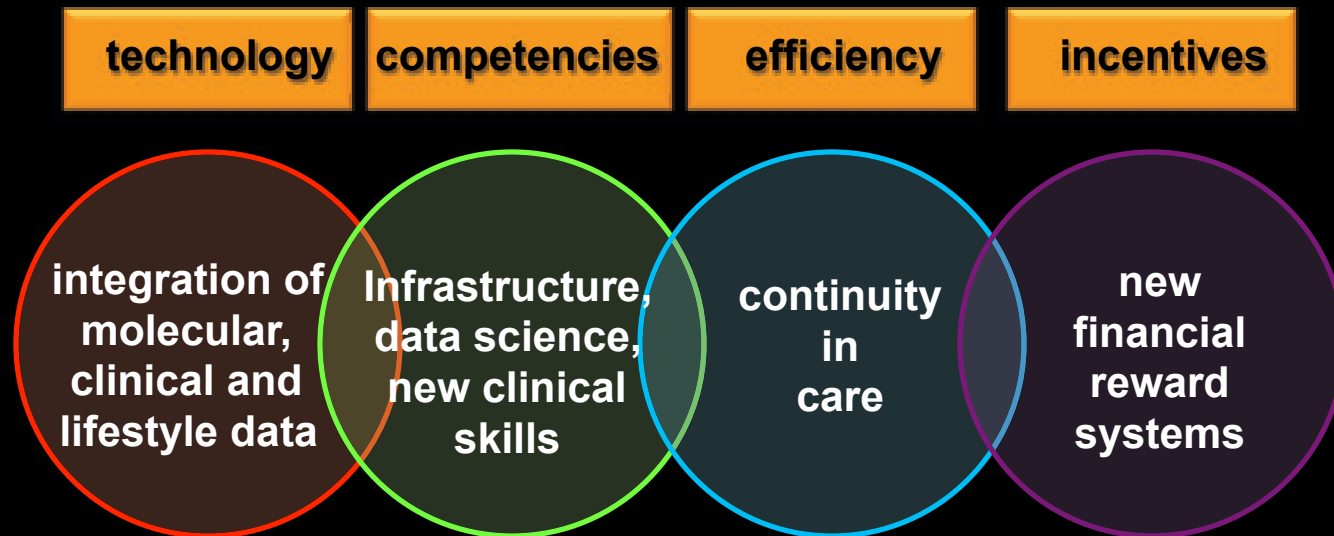 technology
competencies
efficiency
incentives
integration of
molecular,
clinical and
lifestyle data
Infrastructure,
data science,
new clinical
skills
continuity
in
care
new
financial
reward
systems